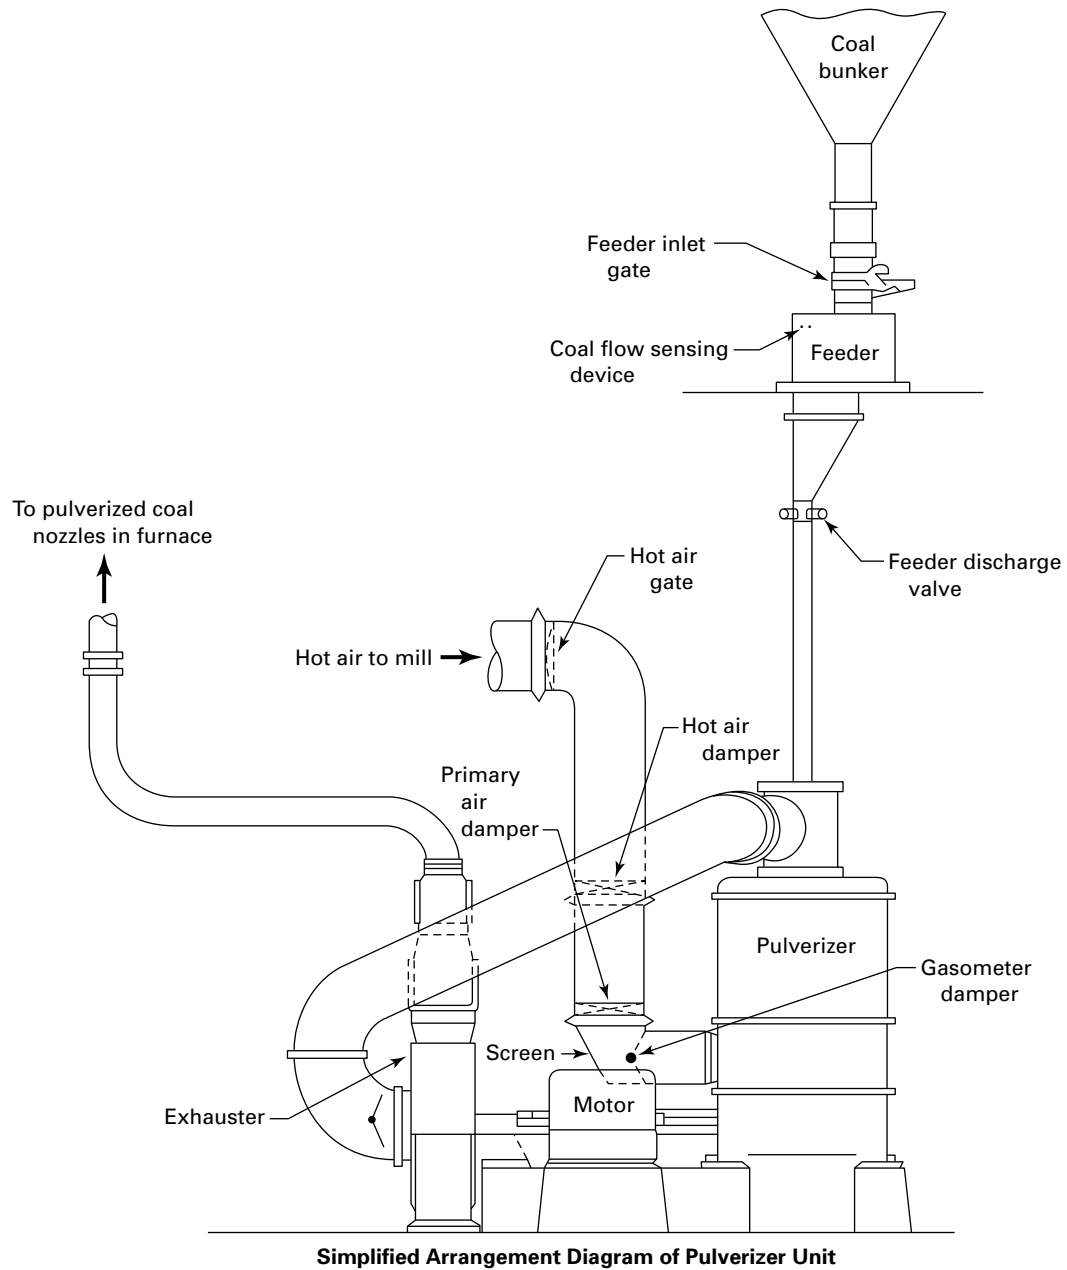 Coal
bunker
Feeder inlet
gate
Coal flow sensing
device
Feeder
To pulverized coal
nozzles in furnace
Hot air
gate
Feeder discharge
valve
Hot air to mill
Hot air
damper
Primary
air
damper
Pulverizer
Gasometer
damper
Screen
Motor
Exhauster
Simplified Arrangement Diagram of Pulverizer Unit